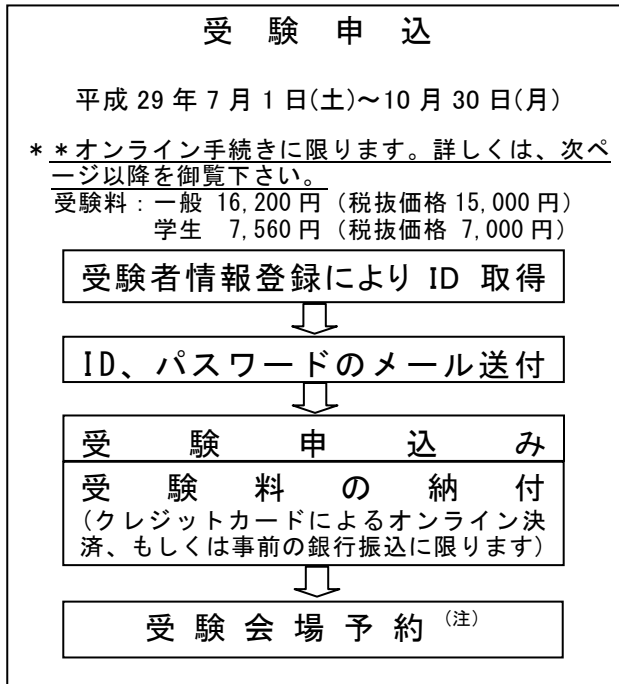 受験申込
平成 29 年 7 月 1 日(土)～10 月 30 日(月)
＊＊オンライン手続きに限ります。詳しくは、次ペ
ージ以降を御覧下さい。
受験料：一般 16,200 円（税抜価格 15,000 円）
学生 7,560 円（税抜価格 7,000 円）
受験者情報登録により ID 取得
ID、パスワードのメール送付
受験申込み
受験料の納付
(クレジットカードによるオンライン決
済、もしくは事前の銀行振込に限ります)
受験会場予約(注)